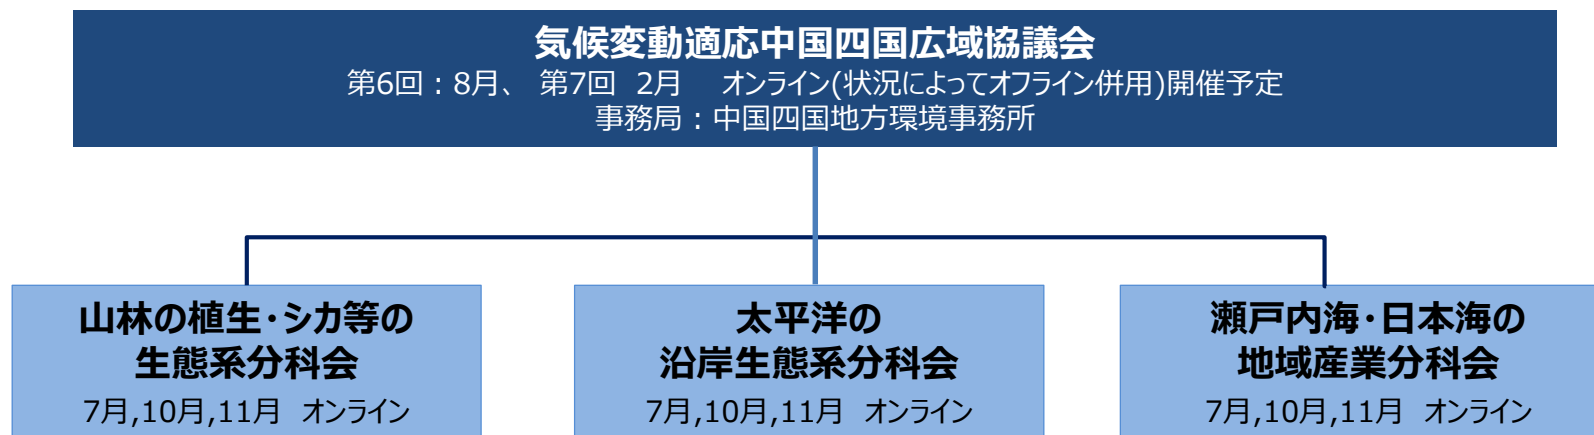 気候変動適応中国四国広域協議会
第6回：8月、 第7回 2月 オンライン(状況によってオフライン併用)開催予定
事務局：中国四国地方環境事務所
山林の植生・シカ等の
生態系分科会
7月,10月,11月 オンライン
太平洋の
沿岸生態系分科会
7月,10月,11月 オンライン
瀬戸内海・日本海の
地域産業分科会
7月,10月,11月 オンライン